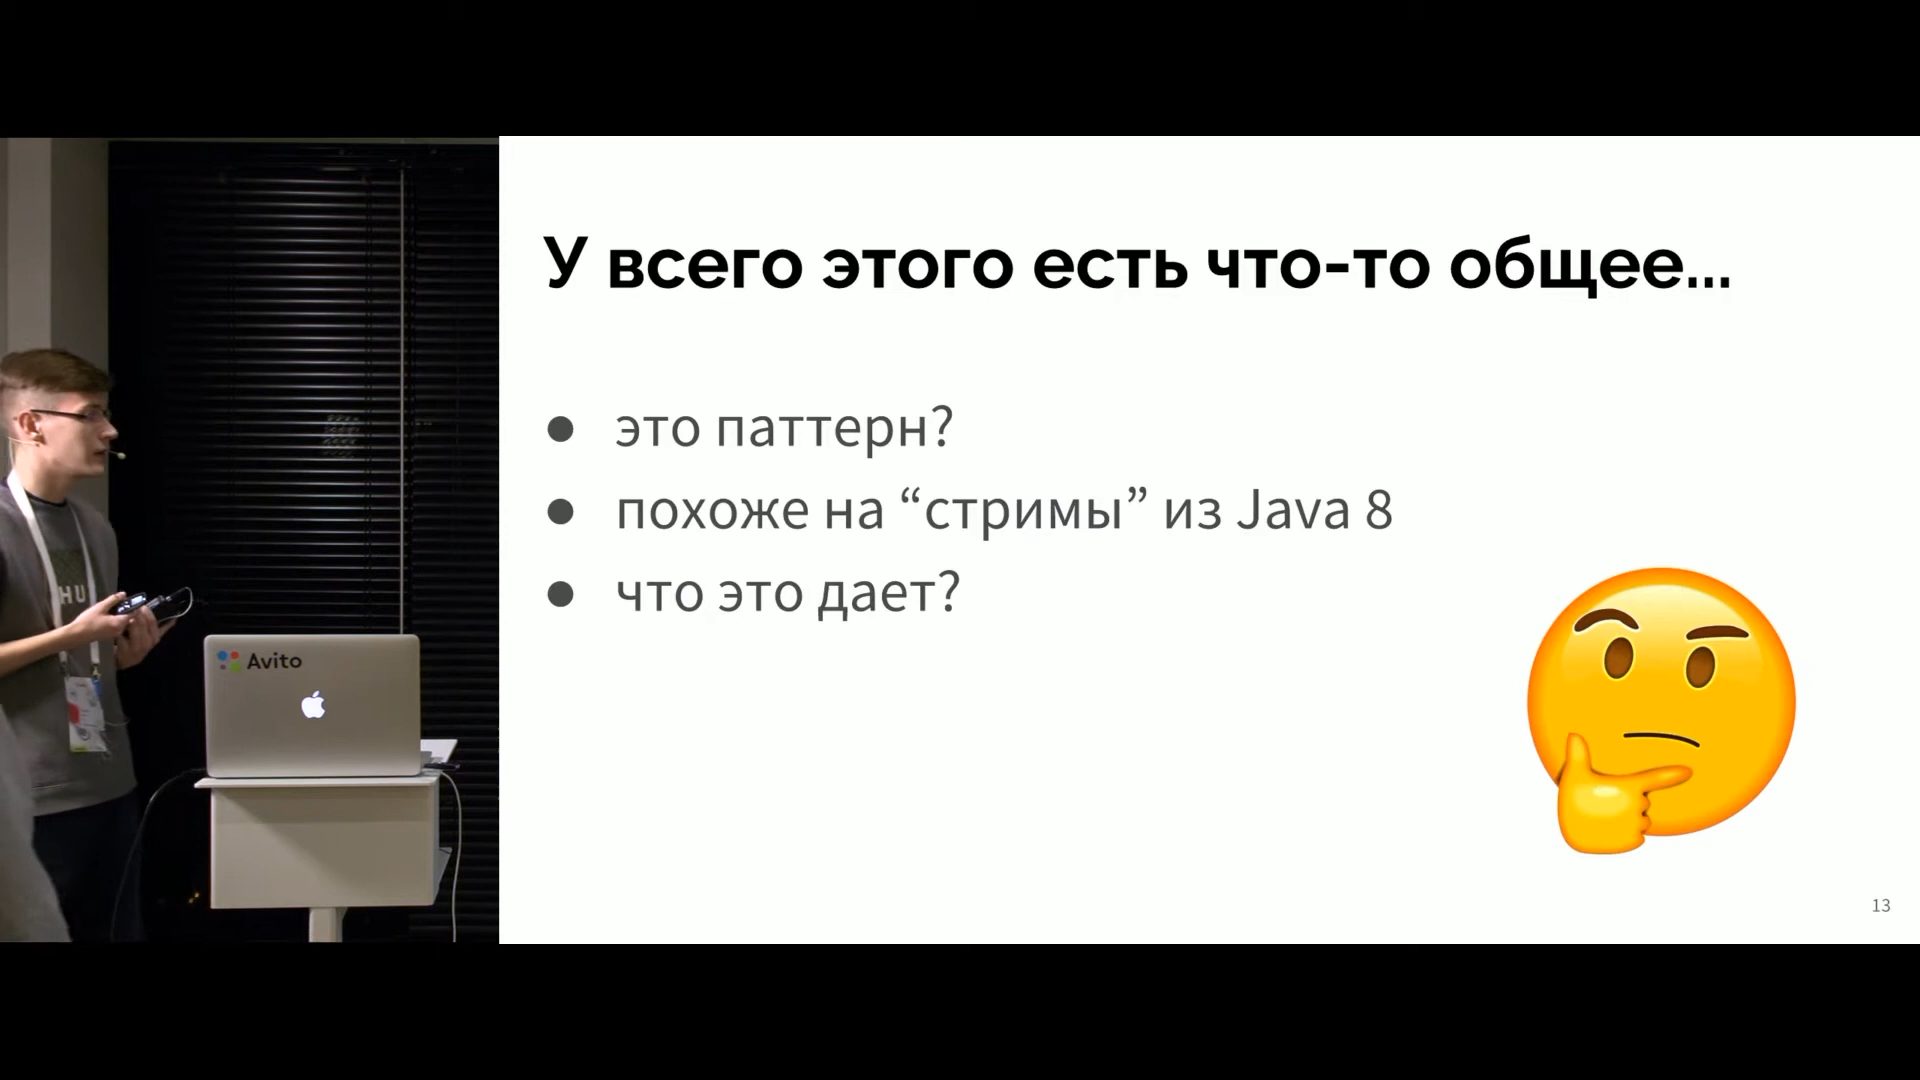 У всего этого есть что-то общее...
● это паттерн?
● похоже на “стримы” из Java 8
● что это дает?
13
Avito
HU